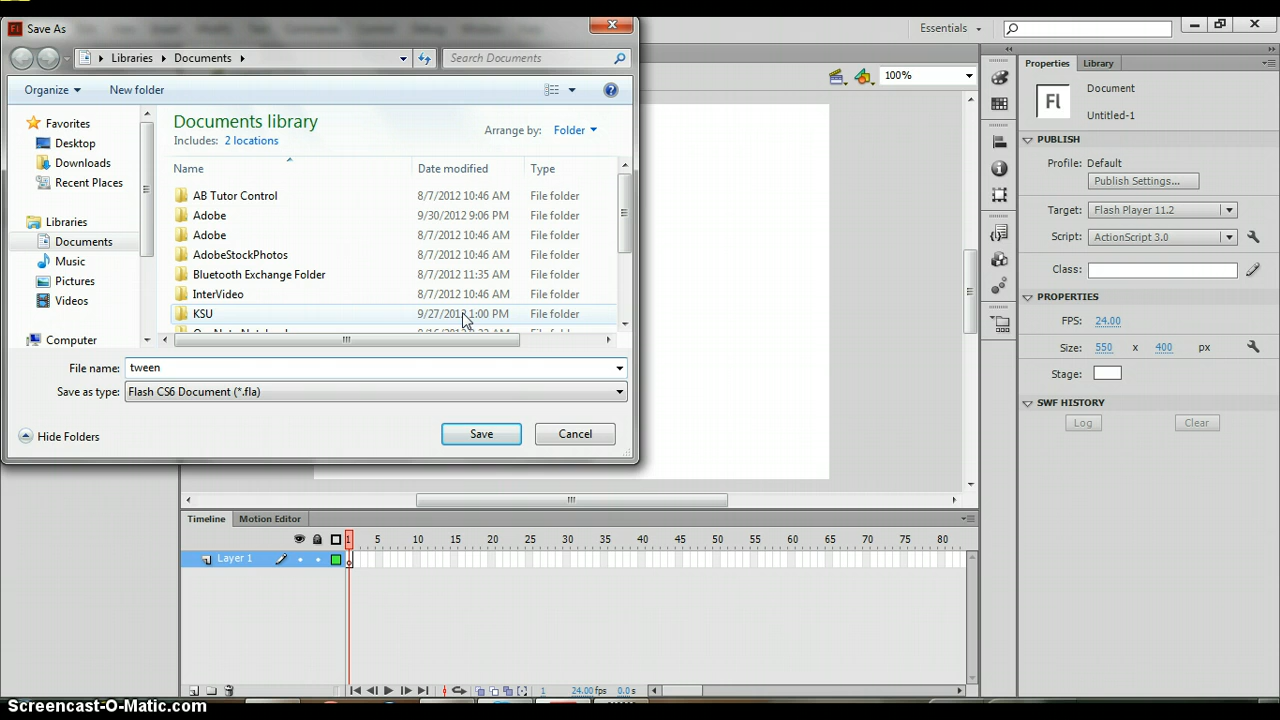 Save As
Essentials
Libraries Documents
Search Documents
Organize New folder
100%
Properties Library
Fl
Document
Untitled-1
PUBLISH
Profile: Default
Publish Settings...
Target: Flash Player 11.2
Script: ActionScript 3.0
Class:
PROPERTIES
FPS: 24.00
Size: 550 x 400 px
Stage:
SWF HISTORY
Log Clear
Favorites
Desktop
Downloads
Recent Places
Libraries
Documents
Music
Pictures
Videos
Computer
Documents library
Includes: 2 locations
Arrange by: Folder
Name Date modified Type
AB Tutor Control 8/7/2012 10:46 AM File folder
Adobe 9/30/2012 9:06 PM File folder
Adobe 8/7/2012 10:46 AM File folder
AdobeStockPhotos 8/7/2012 10:46 AM File folder
Bluetooth Exchange Folder 8/7/2012 11:35 AM File folder
InterVideo 8/7/2012 10:46 AM File folder
KSU 1:00 PM File folder
File name: tween
Save as type: Flash CS6 Document (*.fla)
Hide Folders
Save Cancel
Timeline Motion Editor
1 5 10 15 20 25 30 35 40 45 50 55 60 65 70 75 80
Layer 1
1 24.00 fps 0.0 s
Screencast-O-Matic.com